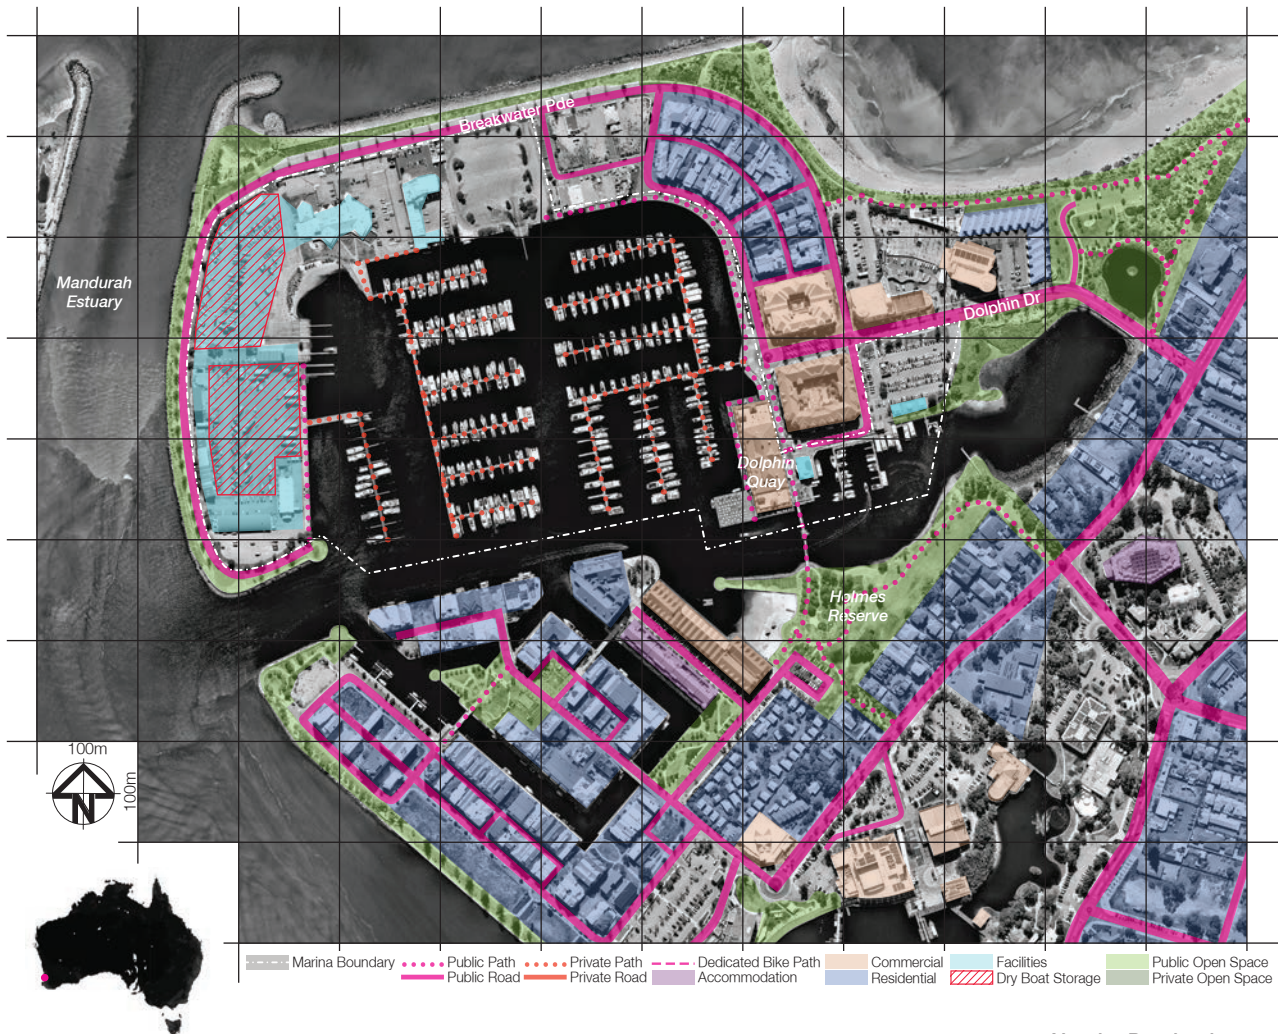 Breakwater Pde
Mandurah
Estuary
Dolphin Dr
Dolphin
Quay
Holmes
Reserve
100m
100m
N
Marina Boundary
Public Path
Private Path
Dedicated Bike Path
Commercial
Facilities
Public Open Space
Public Road
Private Road
Accommodation
Residential
Dry Boat Storage
Private Open Space